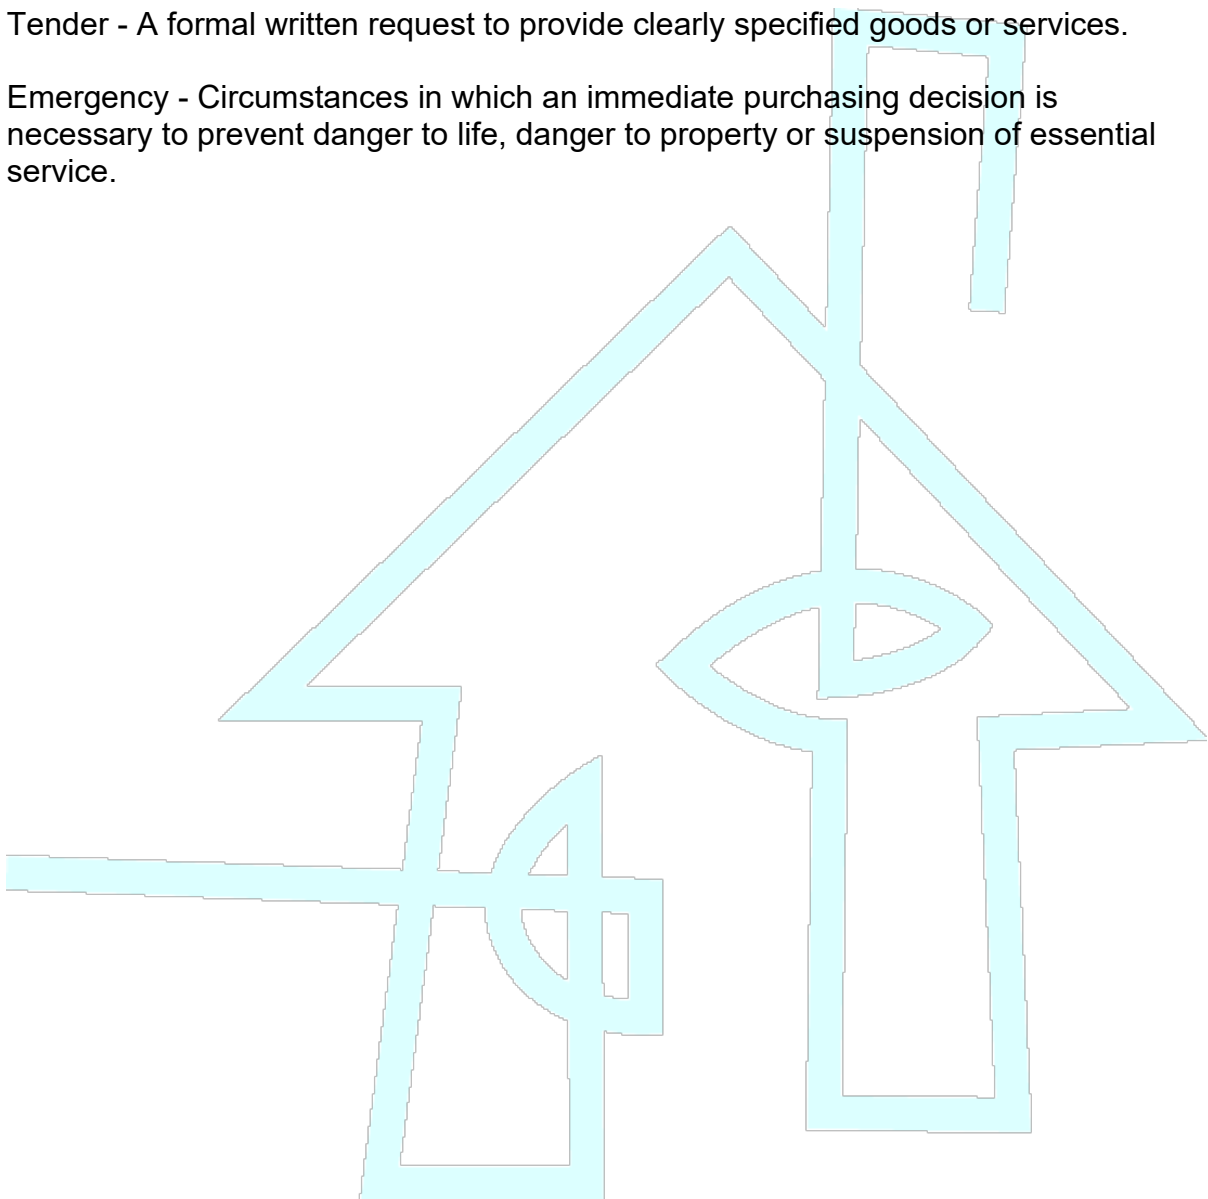 Tender - A formal written request to provide clearly specified goods or services.
Emergency - Circumstances in which an immediate purchasing decision is
necessary to prevent danger to life, danger to property or suspension of essential
service.